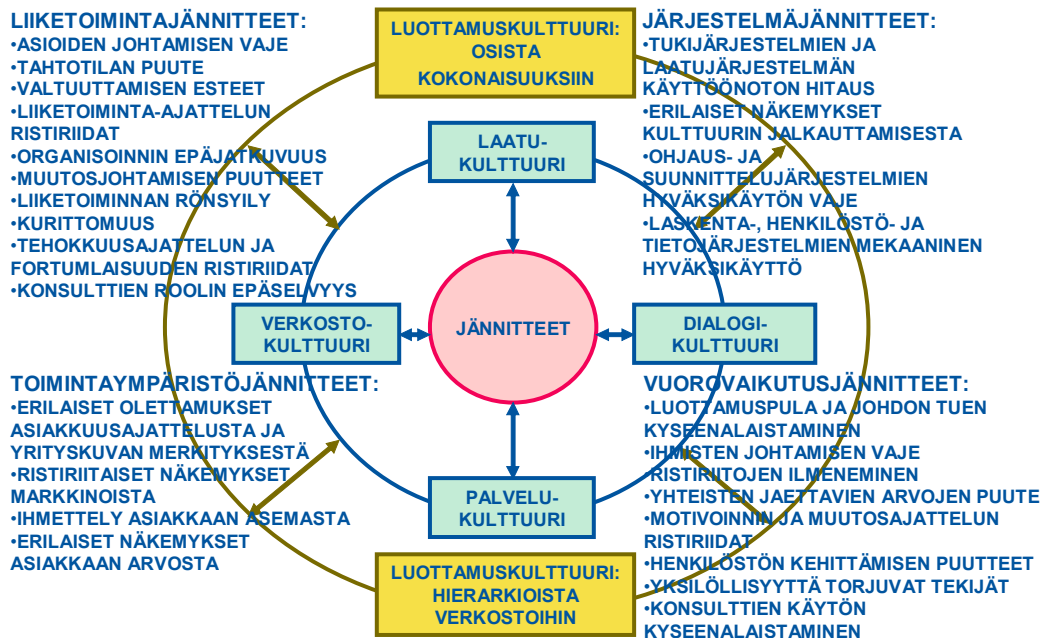 LIIKETOIMINTAJÄNNITTEET:
•ASIOIDEN JOHTAMISEN VAJE
•TAHTOTILAN PUUTE
•VALTUUTTAMISEN ESTEET
•LIIKETOIMINTA-AJATTELUN
RISTIRIIDAT
•ORGANISOINNIN EPÄJATKUVUUS
•MUUTOSJOHTAMISEN PUUTTEET
•LIIKETOIMINNAN RÖNSYILY
•KURITTOMUUS
•TEHOKKUUSAJATTELUN JA
FORTUMLAISUUDEN RISTIRIIDAT
•KONSULTTIEN ROOLIN EPÄSELVYYS
LUOTTAMUSKULTTUURI:
OSISTA
KOKONAISUUKSIIN
JÄRJESTELMÄJÄNNITTEET:
•TUKIJÄRJESTELMIEN JA
LAATUJÄRJESTELMÄN
KÄYTTÖÖNOTON HITAUS
•ERILAISET NÄKEMYKSET
KULTTUURIN JALKAUTTAMISESTA
•OHJAUS- JA
SUUNNITTELUJÄRJESTELMIEN
HYVÄKSIKÄYTÖN VAJE
•LASKENTA-, HENKILÖSTÖ- JA
TIETOJÄRJESTELMIEN MEKAANINEN
HYVÄKSIKÄYTTÖ
LAATU-
KULTTUURI
VERKOSTO-
KULTTUURI
JÄNNITTEET
DIALOGI-
KULTTUURI
PALVELU-
KULTTUURI
TOIMINTAYMPÄRISTÖJÄNNITTEET:
•ERILAISET OLETTAMUKSET
ASIAKKUUSAJATTELUSTA JA
YRITYSKUVAN MERKITYKSESTÄ
•RISTIRIITAISET NÄKEMYKSET
MARKKINOISTA
•IHMETTELY ASIAKKAAN ASEMASTA
•ERILAISET NÄKEMYKSET
ASIAKKAAN ARVOSTA
LUOTTAMUSKULTTUURI:
HIERARKIOISTA
VERKOSTOIHIN
VUOROVAIKUTUSJÄNNITTEET:
•LUOTTAMUSPULA JA JOHDON TUEN
KYSEENALAISTAMINEN
•IHMISTEN JOHTAMISEN VAJE
•RISTIRIITOJEN ILMENEMINEN
•YHTEISTEN JAETTAVIEN ARVOJEN PUUTE
•MOTIVOINNIN JA MUUTOSAJATTELUN
RISTIRIIDAT
•HENKILÖSTÖN KEHITTÄMISEN PUUTTEET
•YKSILÖLLISYYTTÄ TORJUVAT TEKIJÄT
•KONSULTTIEN KÄYTÖN
KYSEENALAISTAMINEN